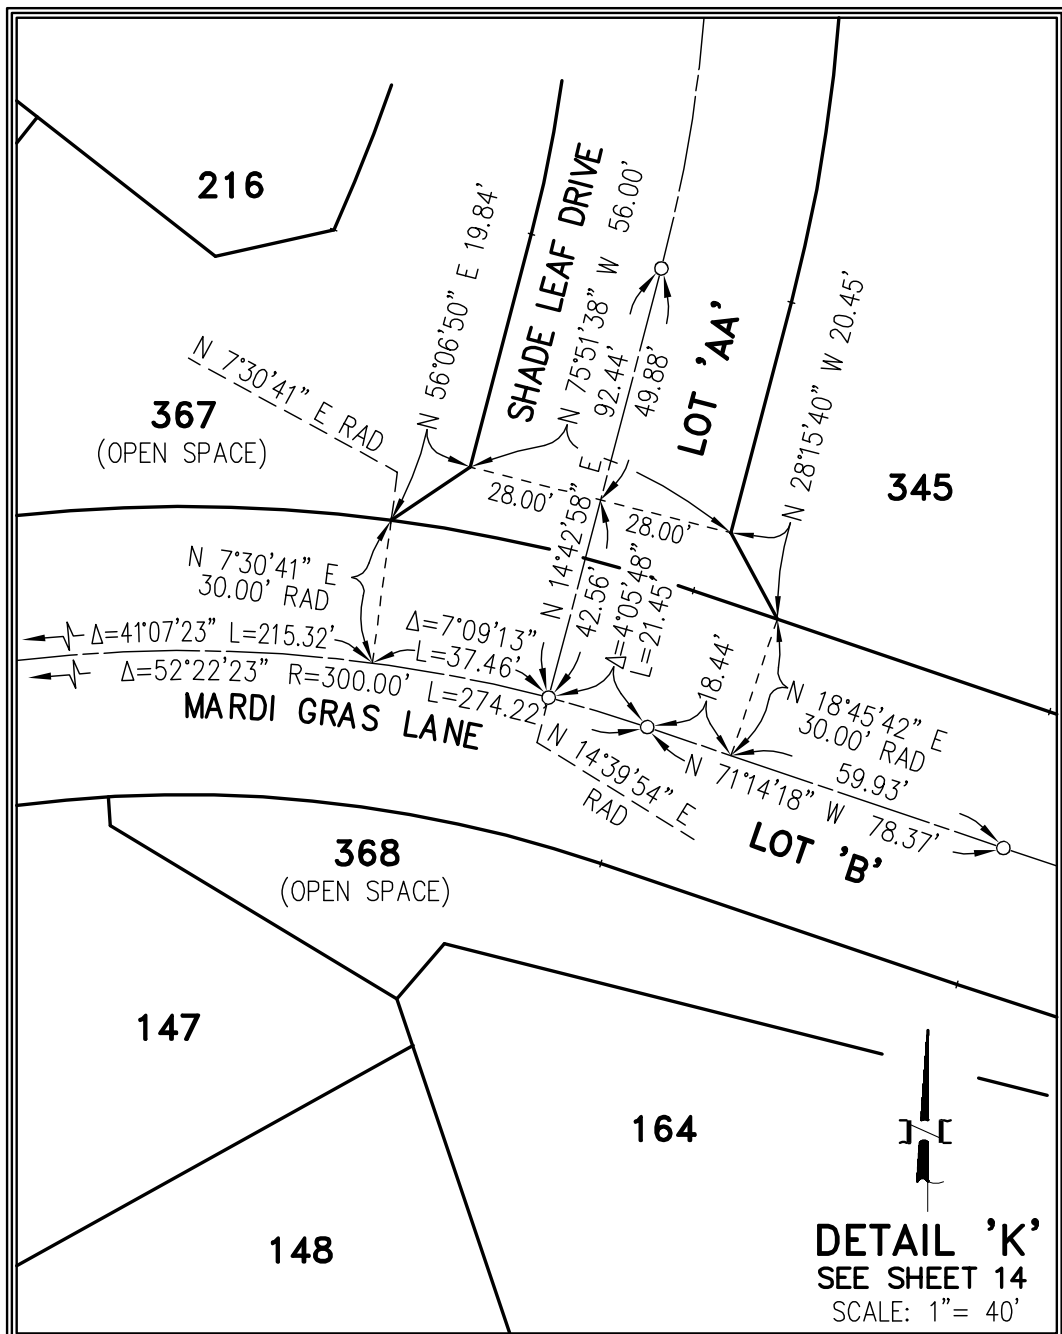 216
SHADE LEAF DRIVE
N 56°06'50" E 19.84'
N 75°51'38" W 56.00'
92.44'
49.88'
LOT 'AA'
N 28°15'40" W 20.45'
N 7°30'41" E RAD
367
(OPEN SPACE)
345
28.00'
28.00'
N 14°42'58" E
42.56'
N 7°30'41" E
30.00' RAD
Δ=41°07'23" L=215.32'
Δ=7°09'13"
L=37.46'
Δ=4°05'48"
L=21.45'
18.44'
Δ=52°22'23" R=300.00' L=274.22'
MARDI GRAS LANE
N 18°45'42" E
30.00' RAD
N 14°39'54" E
RAD
59.93'
N 71°14'18" W 78.37'
LOT 'B'
368
(OPEN SPACE)
147
164
148
DETAIL 'K'
SEE SHEET 14
SCALE: 1"= 40'